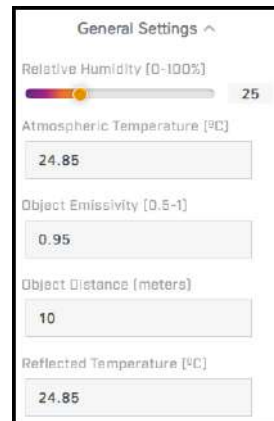 General Settings
Relative Humidity (0-100%)
25
Atmospheric Temperature (ºC)
24.85
Object Emissivity (0.5-1)
0.95
Object Distance (meters)
10
Reflected Temperature (ºC)
24.85